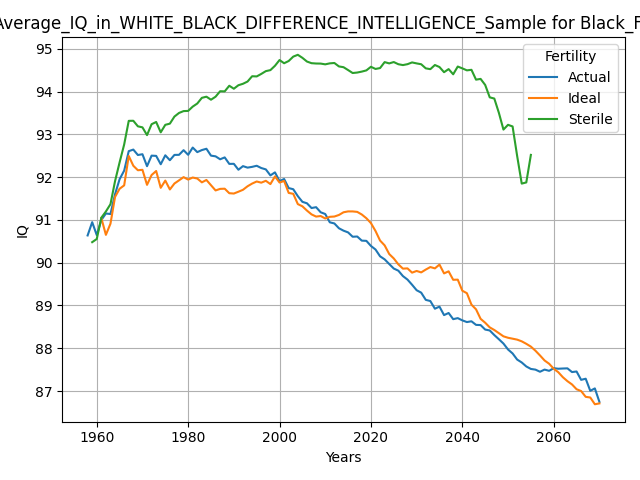 Average_IQ_in_WHITE_BLACK_DIFFERENCE_INTELLIGENCE_Sample for Black_F
95
94
93
92
91
90
89
88
87
IQ
Fertility
Actual
Ideal
Sterile
1960
1980
2000
2020
2040
2060
Years